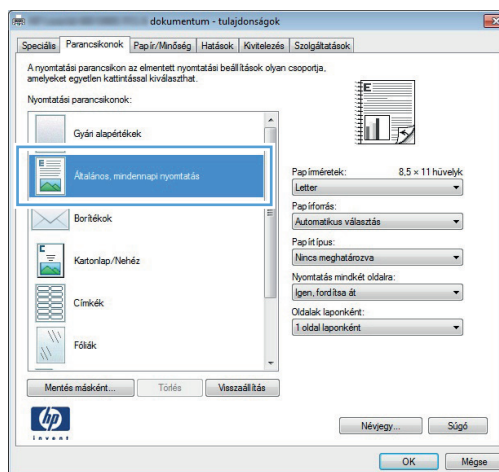 dokumentum - tulajdonságok
Speciális Parancsikonok Papír/Minőség Hatások Kivitelezés Szolgáltatások
A nyomtatási parancsikon az elmentett nyomtatási beállítások olyan csoportja,
amelyeket egyetlen kattintással kiválaszthat.
Nyomtatási parancsikonok:
Gyári alapértékek
Általános, mindennapi nyomtatás
Borítékok
Kartonlap/Nehéz
Címkék
Fóliák
Papírméretek: 8.5 × 11 hüvelyk
Letter
Papírforrás:
Automatikus választás
Papírtípus:
Nincs meghatározva
Nyomtatás mindkét oldalra:
Igen, fordítsa át
Oldalak laponként:
1 oldal laponként
Mentés másként... Törlés Visszaállítás
hp
invent
Névjegy... Súgó
OK Mégse